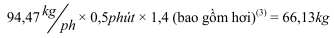 94,47 kg/ph × 0,5phút × 1,4 (bao gồm hơi)⁽³⁾ = 66,13kg